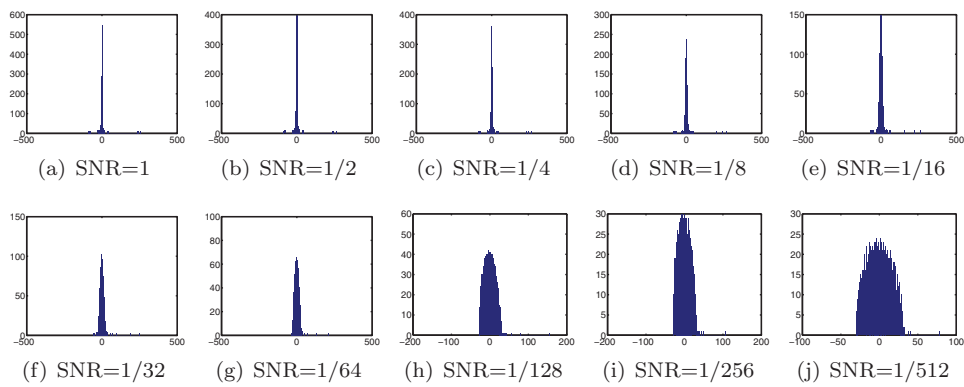 600
500
400
300
200
100
0
−500 0 500
(a) SNR=1
400
300
200
100
0
−500 0 500
(b) SNR=1/2
400
300
200
100
0
−500 0 500
(c) SNR=1/4
300
250
200
150
100
50
0
−500 0 500
(d) SNR=1/8
150
100
50
0
−500 0 500
(e) SNR=1/16
150
100
50
0
−500 0 500
(f) SNR=1/32
100
80
60
40
20
0
−500 0 500
(g) SNR=1/64
60
50
40
30
20
10
0
−200 −100 0 100 200
(h) SNR=1/128
30
25
20
15
10
5
0
−200 −100 0 100 200
(i) SNR=1/256
30
25
20
15
10
5
0
−100 −50 0 50 100
(j) SNR=1/512